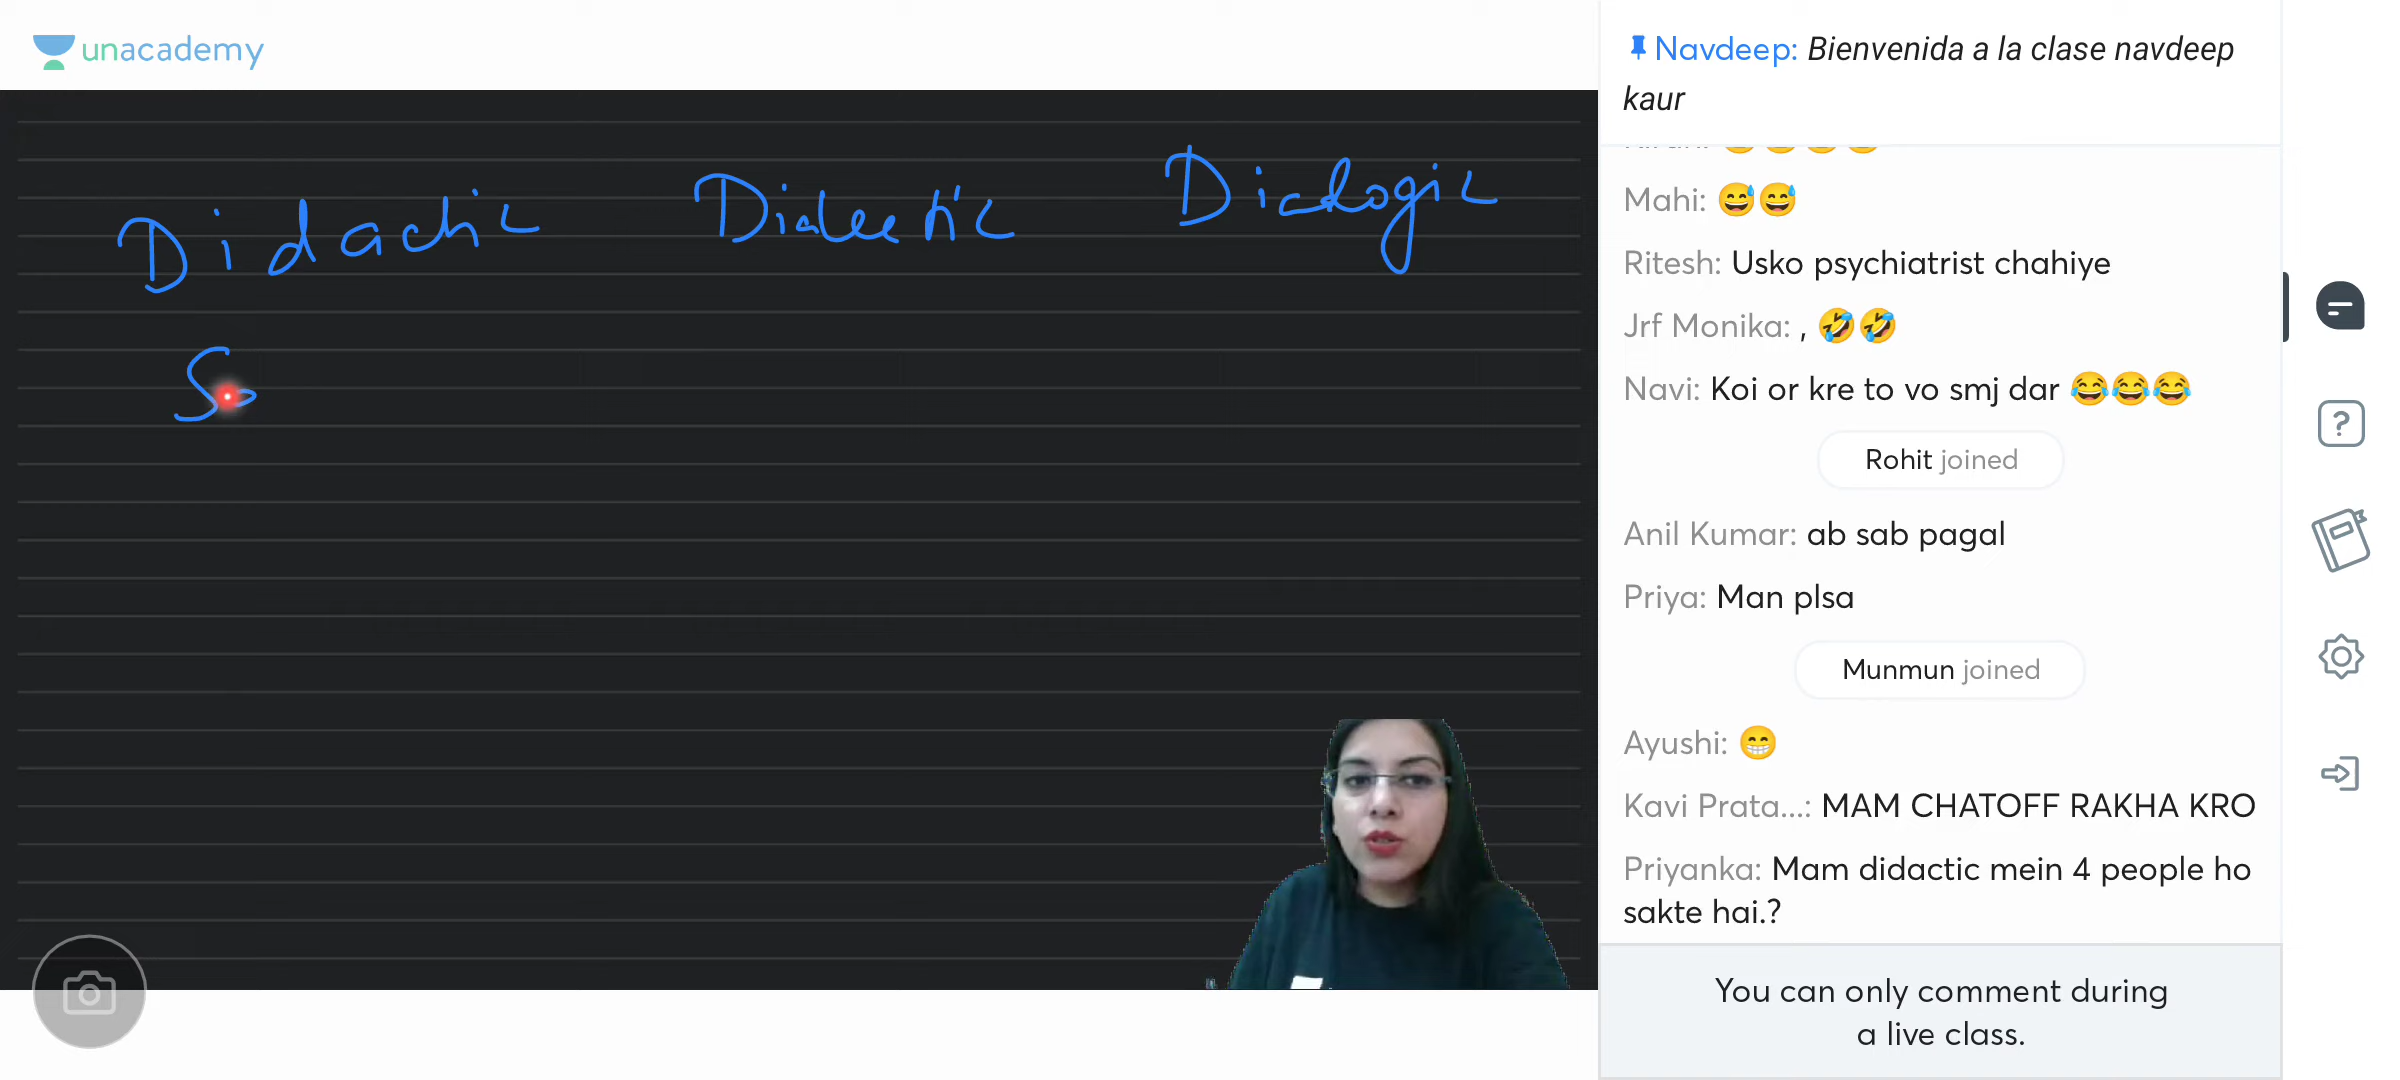 unacademy
Didactic Dialectic Dialogic
So
Navdeep: Bienvenida a la clase navdeep
kaur
Mahi: 😅😅
Ritesh: Usko psychiatrist chahiye
Jrf Monika: , 🤣🤣
Navi: Koi or kre to vo smj dar 😂😂😂
Rohit joined
Anil Kumar: ab sab pagal
Priya: Man plsa
Munmun joined
Ayushi: 😁
Kavi Prata...: MAM CHATOFF RAKHA KRO
Priyanka: Mam didactic mein 4 people ho
sakte hai.?
You can only comment during
a live class.